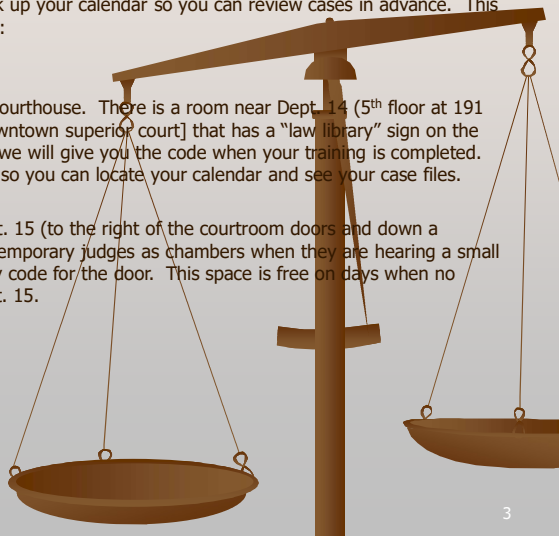 k up your calendar so you can review cases in advance. This
:
ourthouse. There is a room near Dept. 14 (5th floor at 191
wntown superior court] that has a “law library” sign on the
we will give you the code when your training is completed.
so you can locate your calendar and see your case files.
t. 15 (to the right of the courtroom doors and down a
temporary judges as chambers when they are hearing a small
y code for the door. This space is free on days when no
t. 15.
3